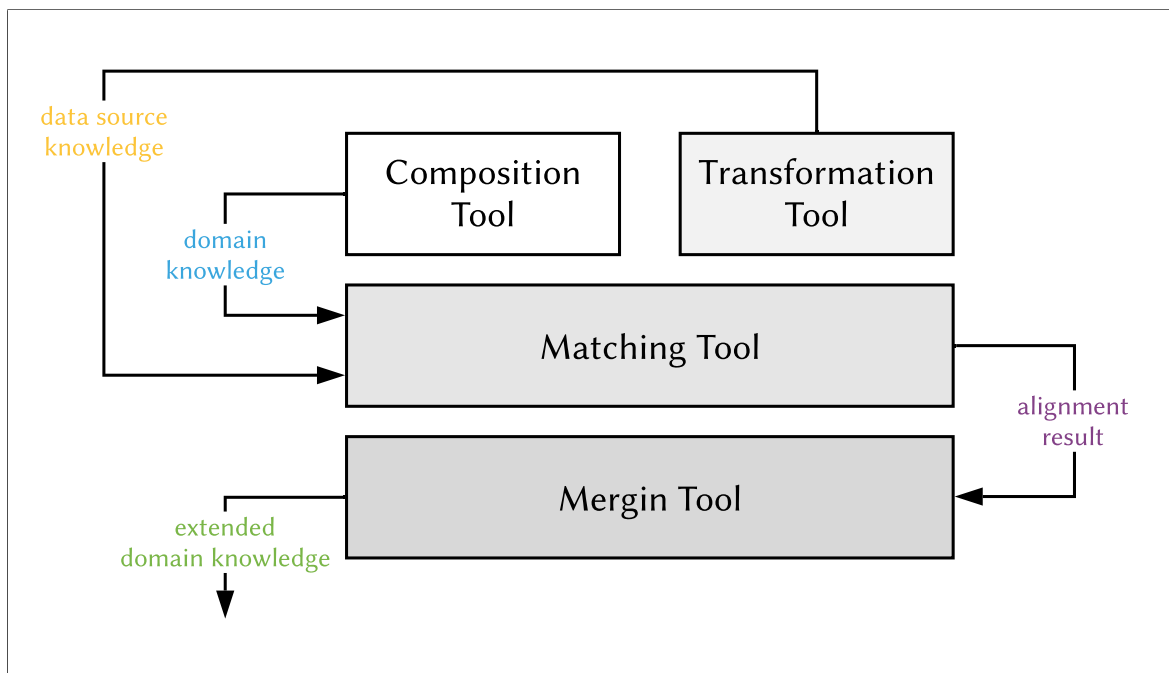 data source
knowledge
Composition
Tool
Transformation
Tool
domain
knowledge
Matching Tool
alignment
result
Mergin Tool
extended
domain knowledge